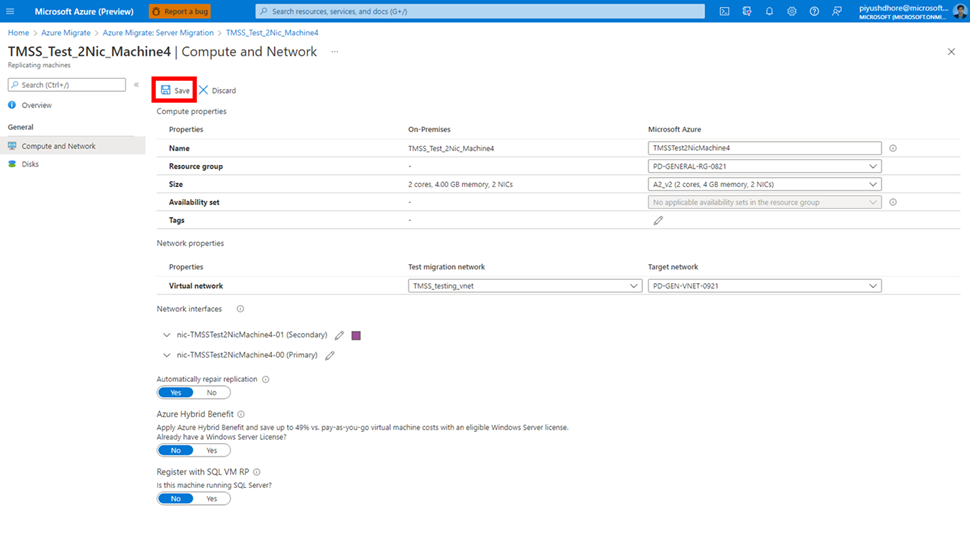 Microsoft Azure (Preview)
Report a bug
Search resources, services, and docs (G+/)
piyushdhore@microsoft....
MICROSOFT (MICROSOFT.ONMI...
Home > Azure Migrate > Azure Migrate: Server Migration > TMSS_Test_2Nic_Machine4
TMSS_Test_2Nic_Machine4 | Compute and Network ...
Replicating machines
Search (Ctrl+/)
«
Save
Discard
Overview
General
Compute and Network
Disks
Compute properties
Properties On-Premises Microsoft Azure
Name TMSS_Test_2Nic_Machine4 TMSSTest2NicMachine4
Resource group - PD-GENERAL-RG-0821
Size 2 cores, 4.00 GB memory, 2 NICs A2_v2 (2 cores, 4 GB memory, 2 NICs)
Availability set - No applicable availability sets in the resource group
Tags -
Network properties
Properties Test migration network Target network
Virtual network TMSS_testing_vnet PD-GEN-VNET-0921
Network interfaces
nic-TMSSTest2NicMachine4-01 (Secondary)
nic-TMSSTest2NicMachine4-00 (Primary)
Automatically repair replication
Yes No
Azure Hybrid Benefit
Apply Azure Hybrid Benefit and save up to 49% vs. pay-as-you-go virtual machine costs with an eligible Windows Server license.
Already have a Windows Server License?
No Yes
Register with SQL VM RP
Is this machine running SQL Server?
No Yes